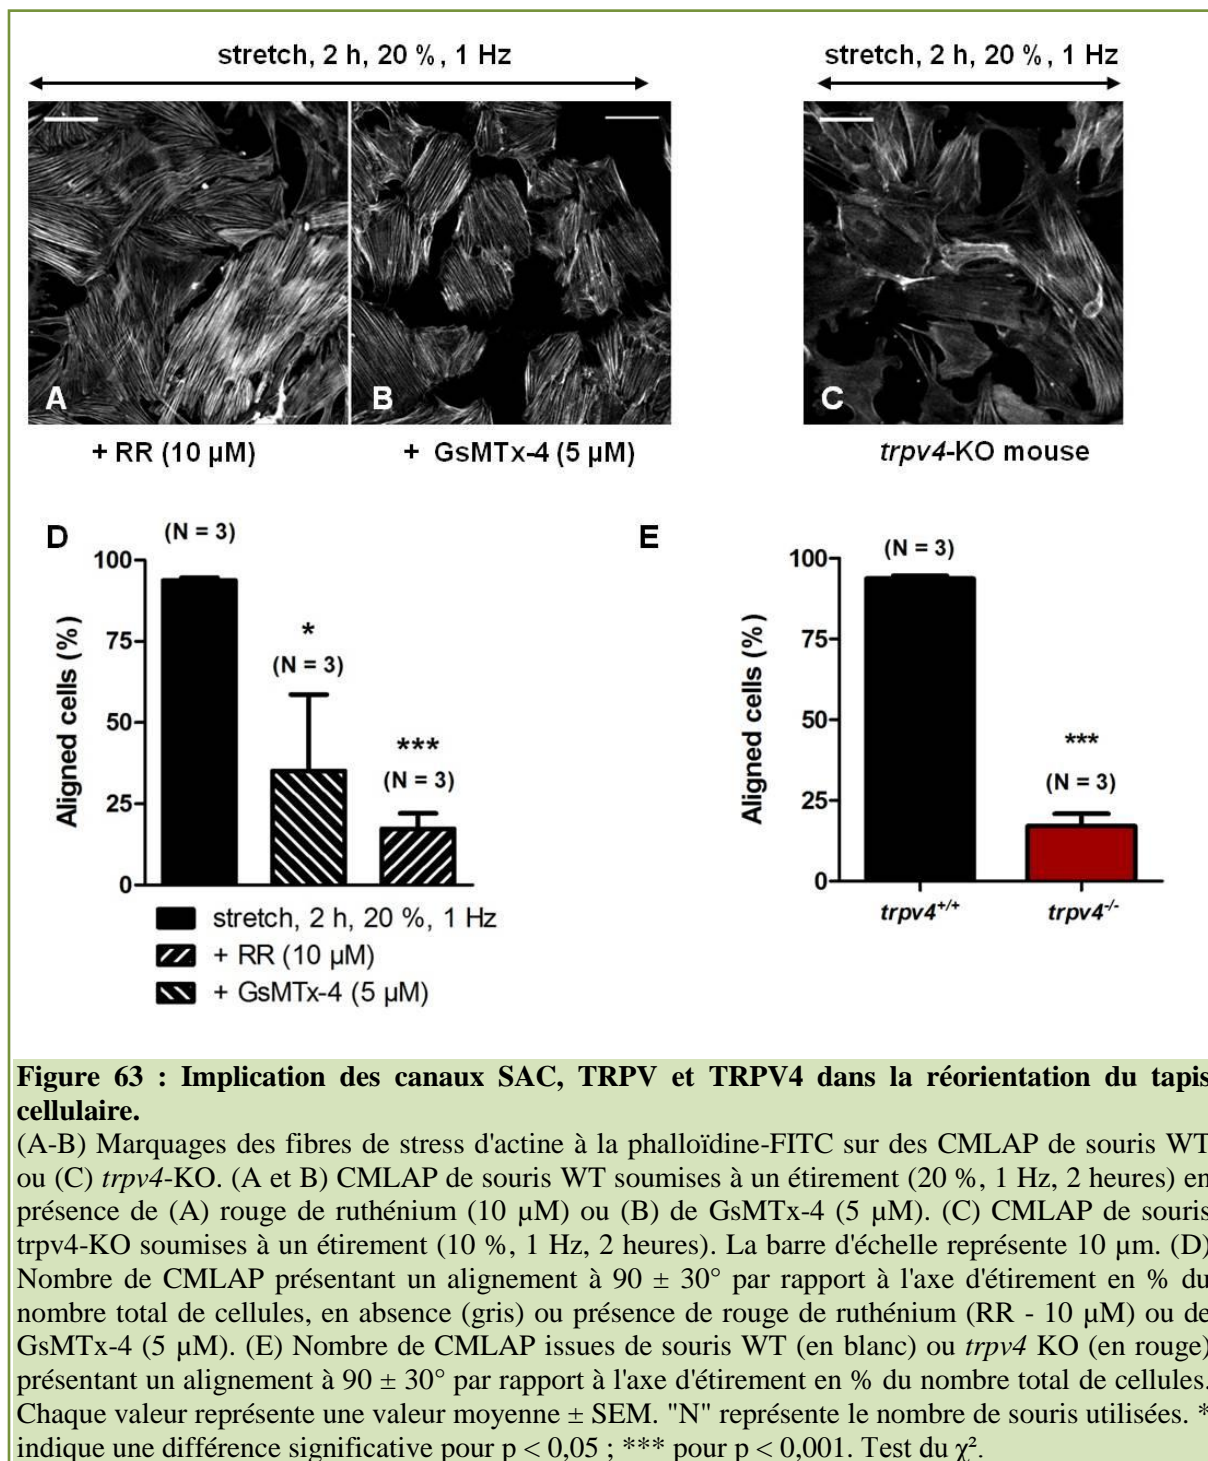 stretch, 2 h, 20 %, 1 Hz
stretch, 2 h, 20 %, 1 Hz
A
B
C
+ RR (10 µM)
+ GsMTx-4 (5 µM)
trpv4-KO mouse
D
(N = 3)
100
75
50
25
0
Aligned cells (%)
*
(N = 3)
***
(N = 3)
stretch, 2 h, 20 %, 1 Hz
+ RR (10 µM)
+ GsMTx-4 (5 µM)
E
(N = 3)
100
75
50
25
0
Aligned cells (%)
***
(N = 3)
trpv4+/+
trpv4-/-
Figure 63 : Implication des canaux SAC, TRPV et TRPV4 dans la réorientation du tapis
cellulaire.
(A-B) Marquages des fibres de stress d'actine à la phalloïdine-FITC sur des CMLAP de souris WT
ou (C) trpv4-KO. (A et B) CMLAP de souris WT soumises à un étirement (20 %, 1 Hz, 2 heures) en
présence de (A) rouge de ruthénium (10 µM) ou (B) de GsMTx-4 (5 µM). (C) CMLAP de souris
trpv4-KO soumises à un étirement (10 %, 1 Hz, 2 heures). La barre d'échelle représente 10 µm. (D)
Nombre de CMLAP présentant un alignement à 90 ± 30° par rapport à l'axe d'étirement en % du
nombre total de cellules, en absence (gris) ou présence de rouge de ruthénium (RR - 10 µM) ou de
GsMTx-4 (5 µM). (E) Nombre de CMLAP issues de souris WT (en blanc) ou trpv4 KO (en rouge)
présentant un alignement à 90 ± 30° par rapport à l'axe d'étirement en % du nombre total de cellules.
Chaque valeur représente une valeur moyenne ± SEM. "N" représente le nombre de souris utilisées. *
indique une différence significative pour p < 0,05 ; *** pour p < 0,001. Test du χ².